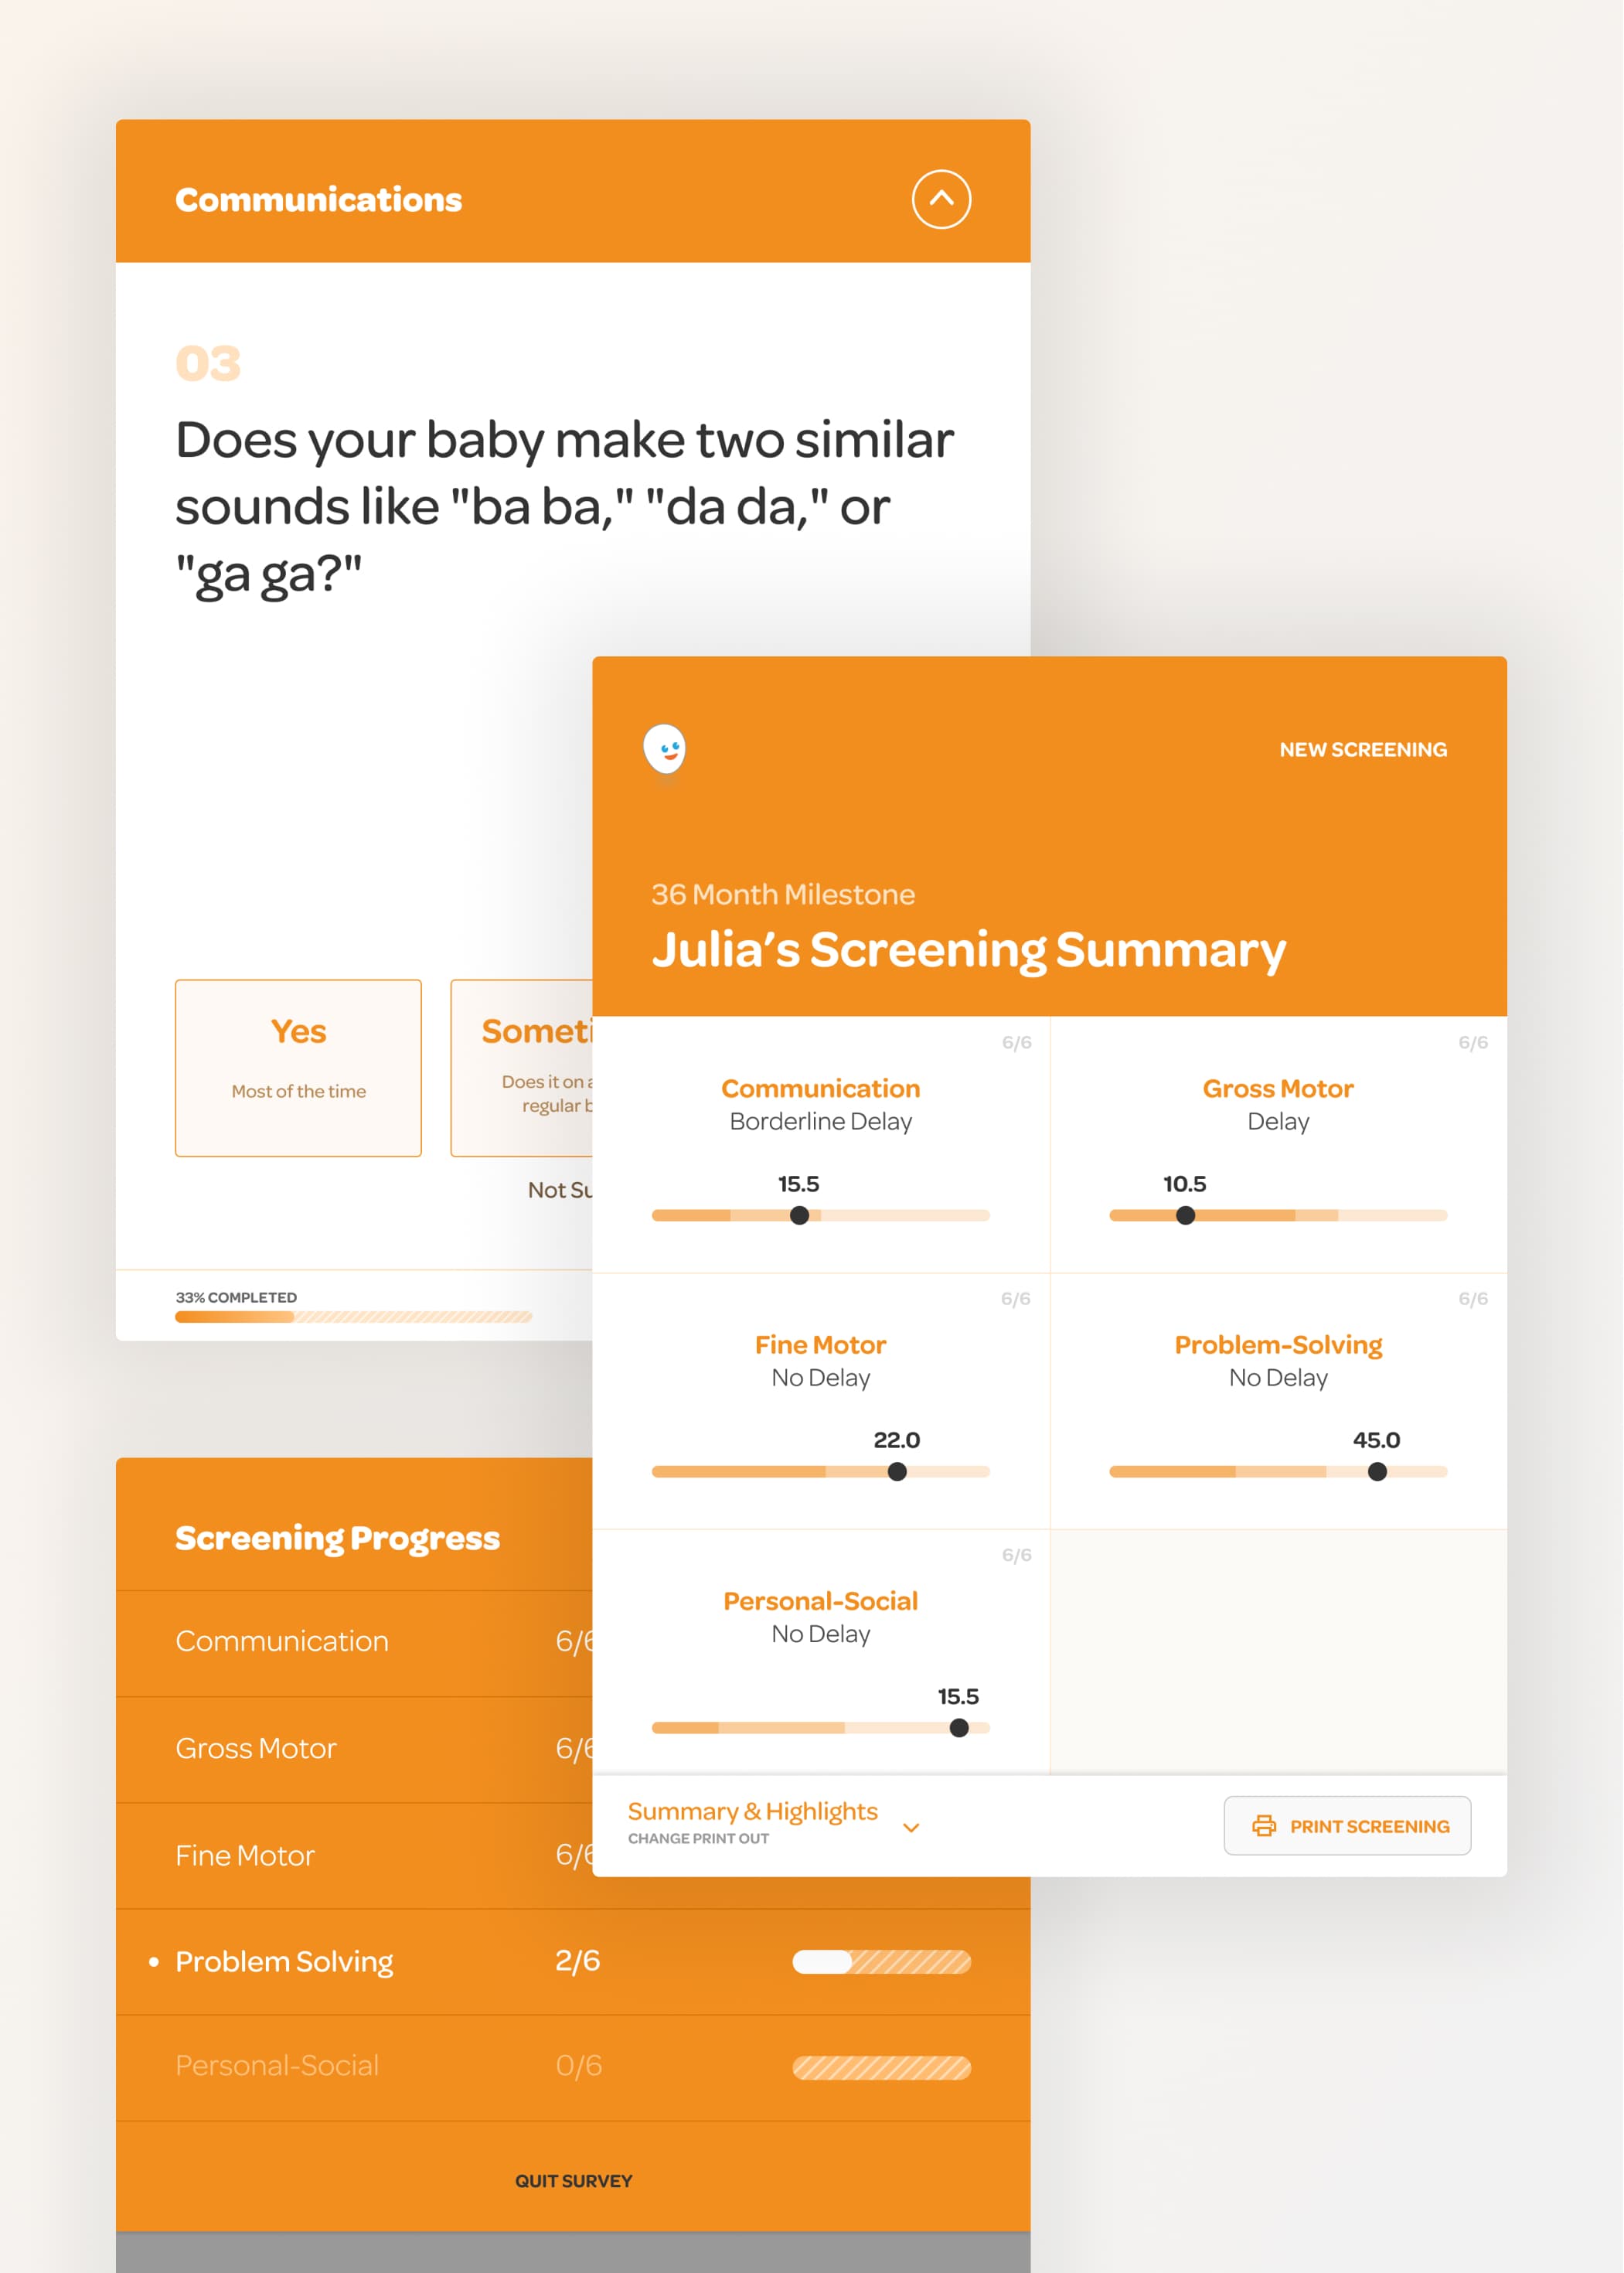 Communications
03
Does your baby make two similar
sounds like "ba ba," "da da," or
"ga ga?"
Yes
Most of the time
Does it on
regular
Not
33% COMPLETED
NEW SCREENING
36 Month Milestone
Julia’s Screening Summary
6/6
Communication
Borderline Delay
15.5
6/6
Gross Motor
Delay
10.5
6/6
Fine Motor
No Delay
22.0
6/6
Problem-Solving
No Delay
45.0
6/6
Personal-Social
No Delay
15.5
Summary & Highlights
CHANGE PRINT OUT
PRINT SCREENING
Screening Progress
Communication 6/6
Gross Motor 6/6
Fine Motor 6/6
Problem Solving 2/6
Personal-Social 0/6
QUIT SURVEY